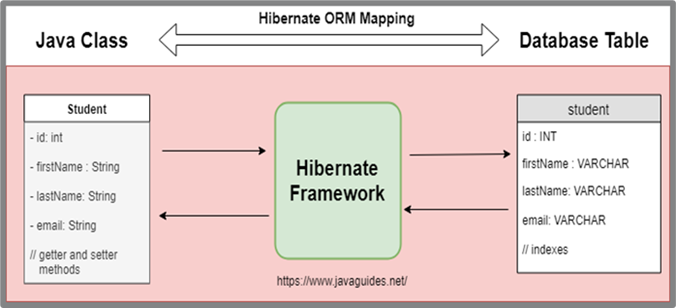 Hibernate ORM Mapping
Java Class
Database Table
Student
- id: int
- firstName : String
- lastName: String
- email: String
// getter and setter
methods
Hibernate
Framework
https://www.javaguides.net/
student
id : INT
firstName : VARCHAR
lastName: VARCHAR
email: VARCHAR
// indexes